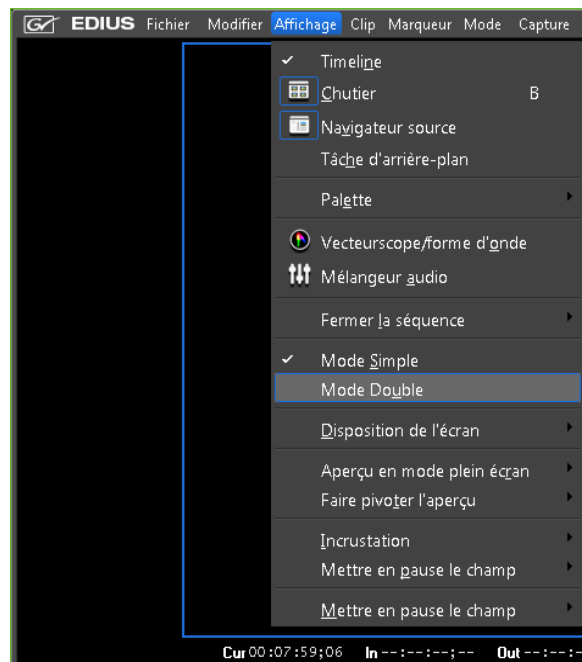 GV EDIUS Fichier Modifier Affichage Clip Marqueur Mode Capture
Timeline
Chutier B
Navigateur source
Tâche d'arrière-plan
Palette
Vecteurscope/forme d'onde
Mélangeur audio
Fermer la séquence
Mode Simple
Mode Double
Disposition de l'écran
Aperçu en mode plein écran
Faire pivoter l'aperçu
Incrustation
Mettre en pause le champ
Mettre en pause le champ
Cur 00:07:59;06 In --:--:--;-- Out --:--:-